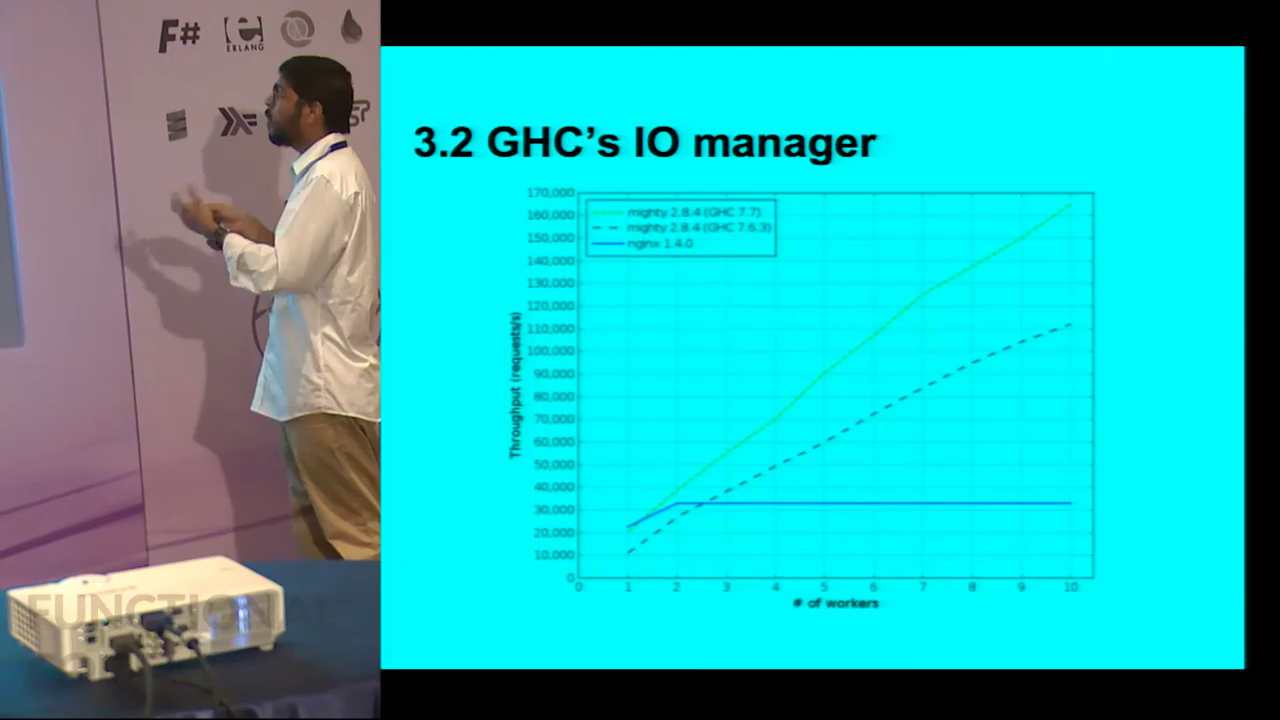 F#
ERLANG
SP
3.2 GHC's IO manager
170,000
160,000
150,000
140,000
130,000
120,000
110,000
100,000
90,000
80,000
70,000
60,000
50,000
40,000
30,000
20,000
10,000
0
Throughput (requests/s)
mighty 2.8.4 (GHC 7.7)
mighty 2.8.4 (GHC 7.6.3)
nginx 1.4.0
0 1 2 3 4 5 6 7 8 9 10
# of workers
FUNCTIONAL